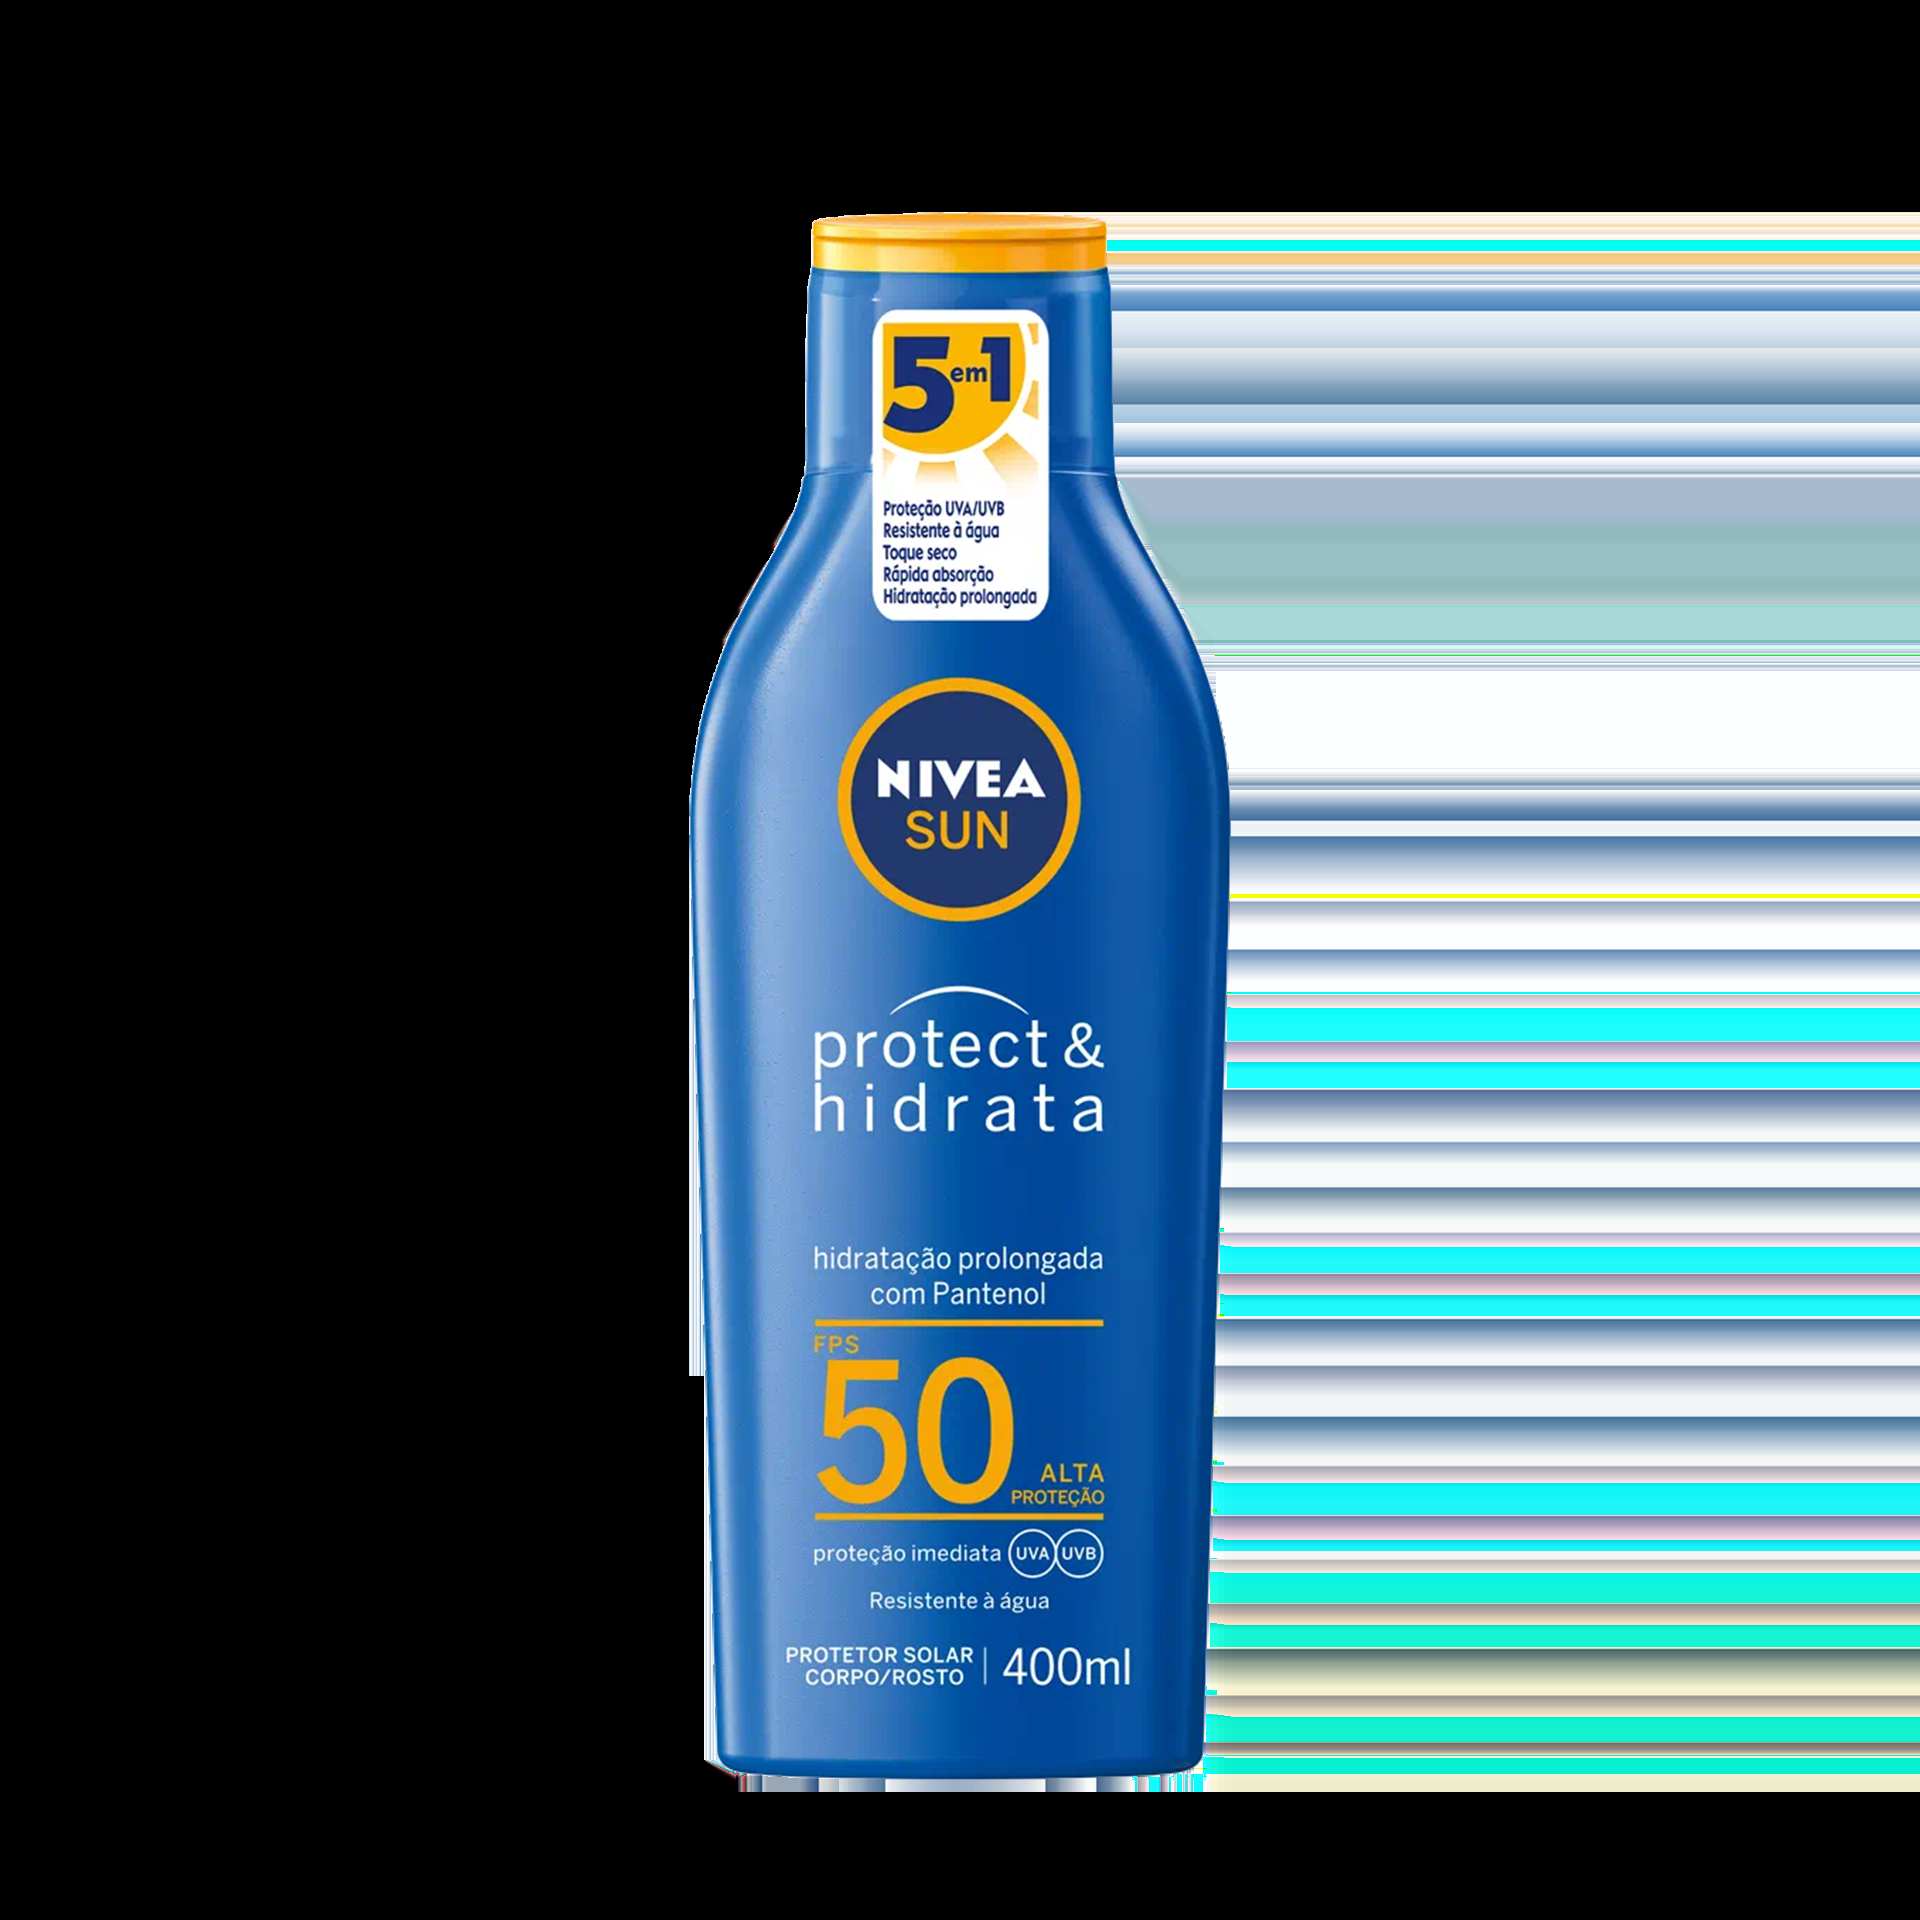 5em1
Proteção UVA/UVB
Resistente à água
Toque seco
Rápida absorção
Hidratação prolongada
NIVEA
SUN
protect &
hidrata
hidratação prolongada
com Pantenol
FPS
50
ALTA
PROTEÇÃO
proteção imediata UVA UVB
Resistente à água
PROTETOR SOLAR
CORPO/ROSTO
400ml